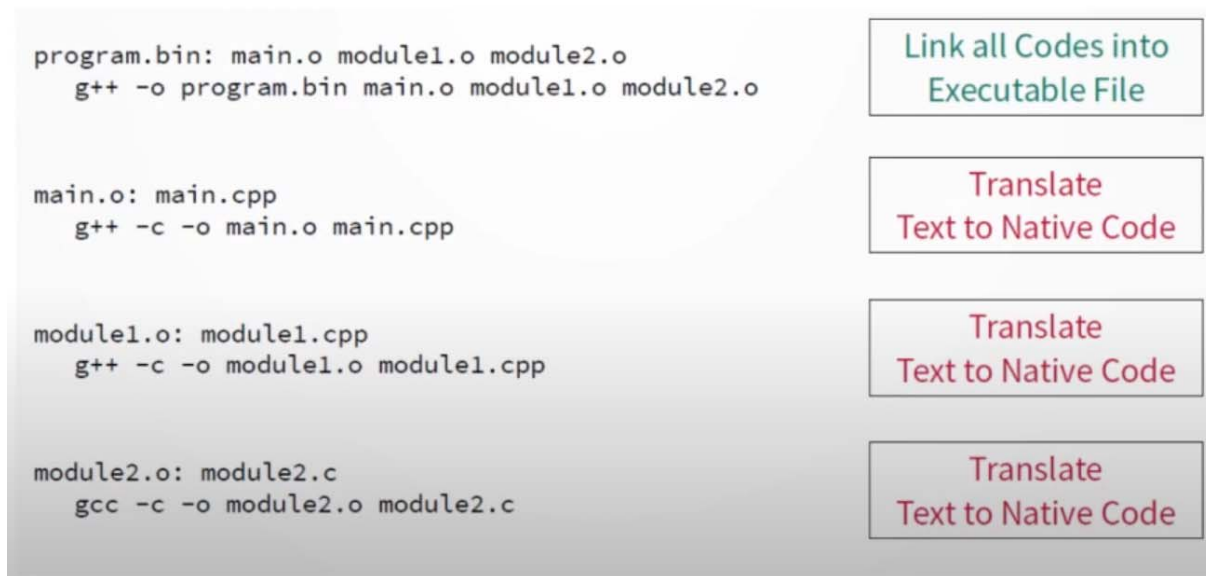 program.bin: main.o module1.o module2.o
g++ -o program.bin main.o module1.o module2.o
Link all Codes into
Executable File
main.o: main.cpp
g++ -c -o main.o main.cpp
Translate
Text to Native Code
module1.o: module1.cpp
g++ -c -o module1.o module1.cpp
Translate
Text to Native Code
module2.o: module2.c
gcc -c -o module2.o module2.c
Translate
Text to Native Code